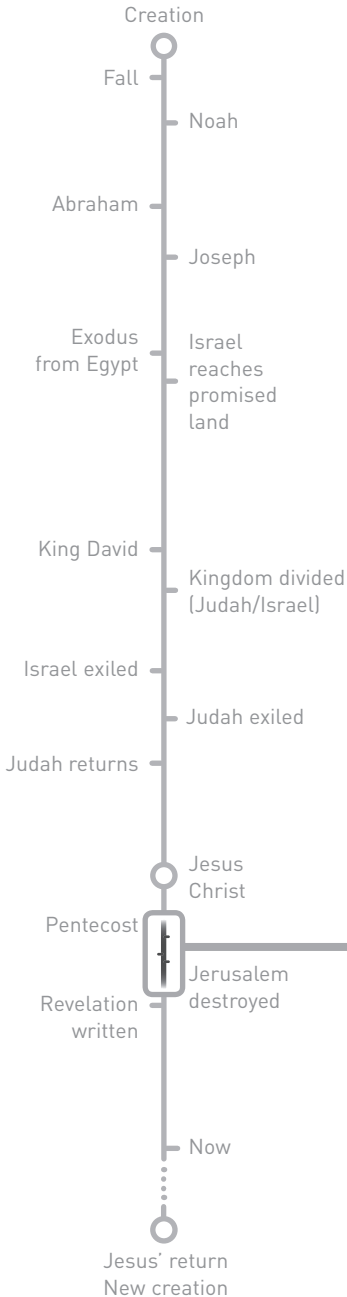 Creation
Fall
Noah
Abraham
Joseph
Exodus
from Egypt
Israel
reaches
promised
land
King David
Kingdom divided
(Judah/Israel)
Israel exiled
Judah exiled
Judah returns
Jesus
Christ
Pentecost
Jerusalem
destroyed
Revelation
written
Now
Jesus’ return
New creation